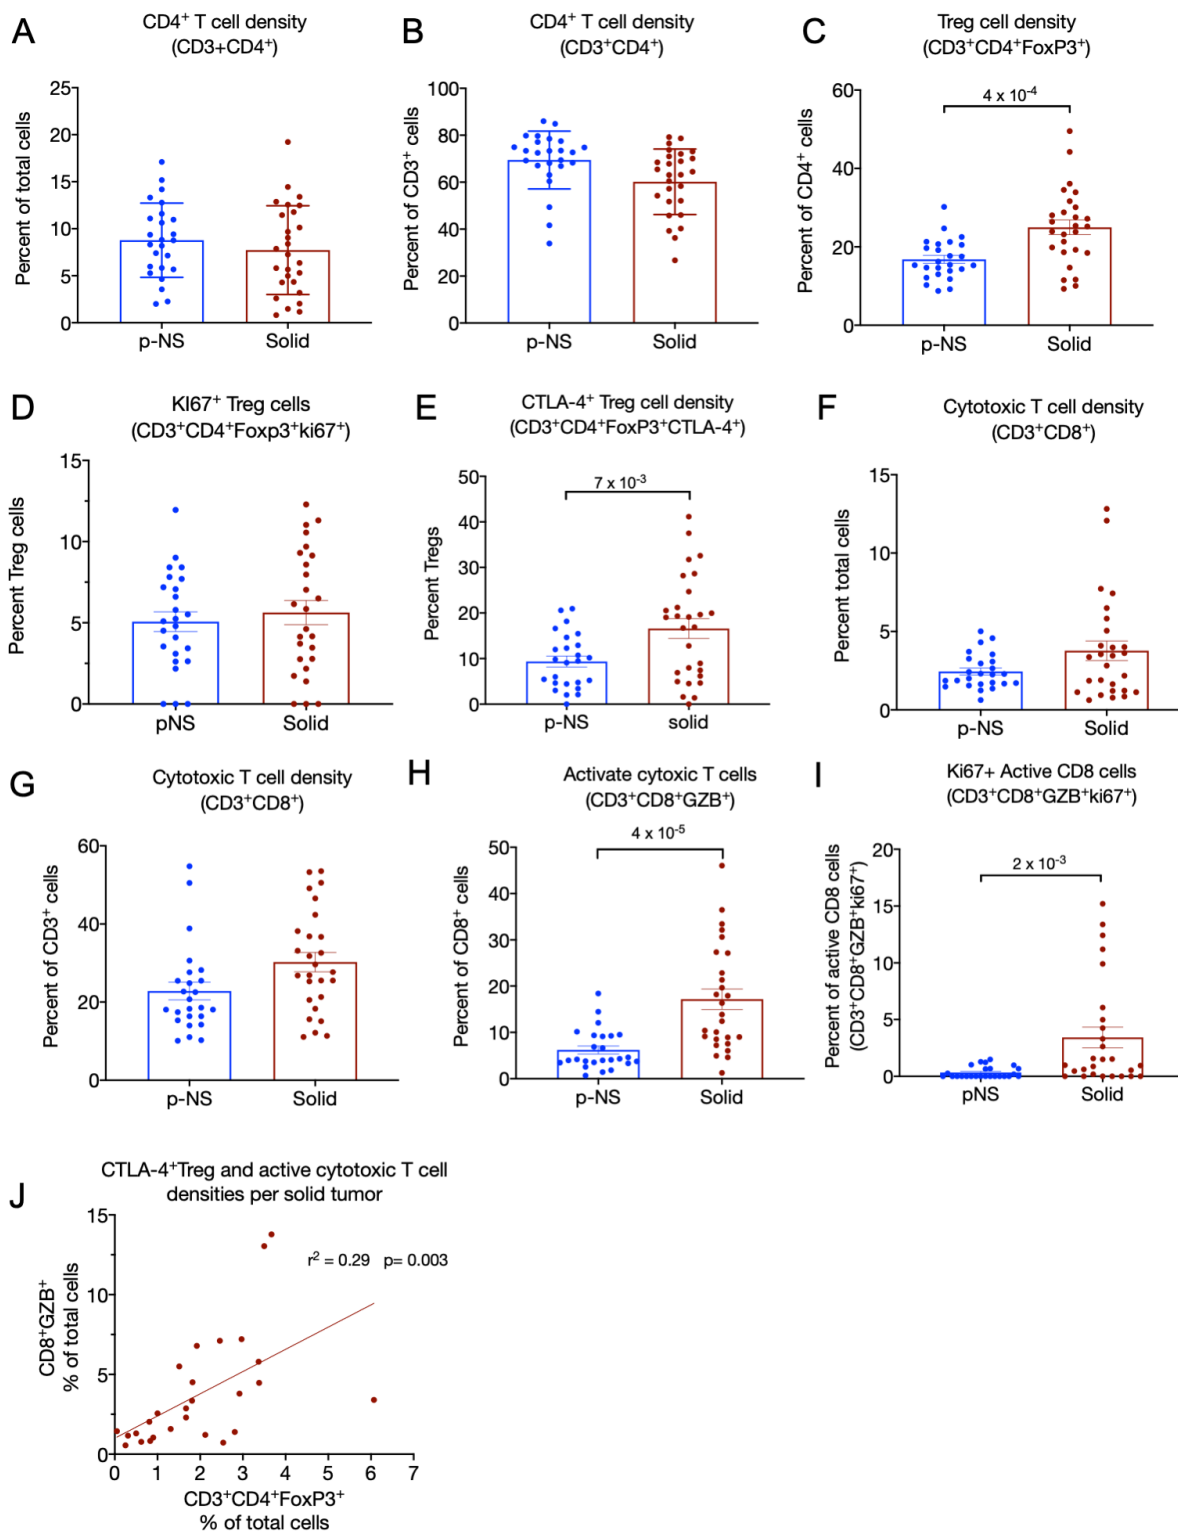 A
CD4⁺ T cell density
(CD3+CD4⁺)
Percent of total cells
25
20
15
10
5
0
p-NS
Solid
B
CD4⁺ T cell density
(CD3⁺CD4⁺)
Percent of CD3⁺ cells
100
80
60
40
20
0
p-NS
Solid
C
Treg cell density
(CD3⁺CD4⁺FoxP3⁺)
4 x 10⁻⁴
Percent of CD4⁺ cells
60
40
20
0
p-NS
Solid
D
KI67⁺ Treg cells
(CD3⁺CD4⁺Foxp3⁺ki67⁺)
Percent Treg cells
15
10
5
0
pNS
Solid
E
CTLA-4⁺ Treg cell density
(CD3⁺CD4⁺FoxP3⁺CTLA-4⁺)
7 x 10⁻³
Percent Tregs
50
40
30
20
10
0
p-NS
solid
F
Cytotoxic T cell density
(CD3⁺CD8⁺)
Percent total cells
15
10
5
0
p-NS
Solid
G
Cytotoxic T cell density
(CD3⁺CD8⁺)
Percent of CD3⁺ cells
60
40
20
0
p-NS
Solid
H
Activate cytoxic T cells
(CD3⁺CD8⁺GZB⁺)
4 x 10⁻⁵
Percent of CD8⁺ cells
50
40
30
20
10
0
p-NS
Solid
I
Ki67+ Active CD8 cells
(CD3⁺CD8⁺GZB⁺ki67⁺)
2 x 10⁻³
Percent of active CD8 cells
(CD3⁺CD8⁺GZB⁺ki67⁺)
20
15
10
5
0
pNS
Solid
J
CTLA-4⁺Treg and active cytotoxic T cell
densities per solid tumor
r² = 0.29 p= 0.003
CD8⁺GZB⁺
% of total cells
15
10
5
0
0 1 2 3 4 5 6 7
CD3⁺CD4⁺FoxP3⁺
% of total cells